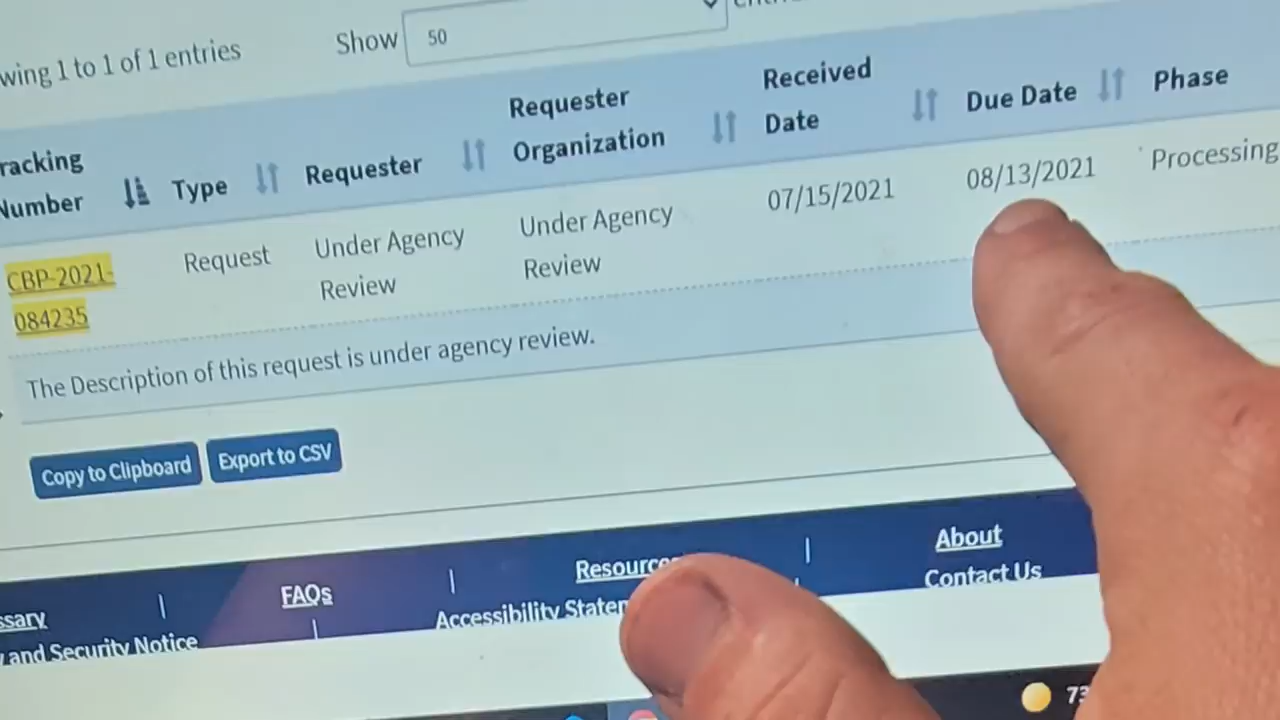 wing 1 to 1 of 1 entries
Show 50
racking Number
Type
Requester
Requester Organization
Received Date
Due Date
Phase
CBP-2021-
084235
Request
Under Agency
Review
Under Agency
Review
07/15/2021
08/13/2021
Processing
The Description of this request is under agency review.
Copy to Clipboard
Export to CSV
ssary | FAQs | Resources | About
and Security Notice | Accessibility Statem | Contact Us
73